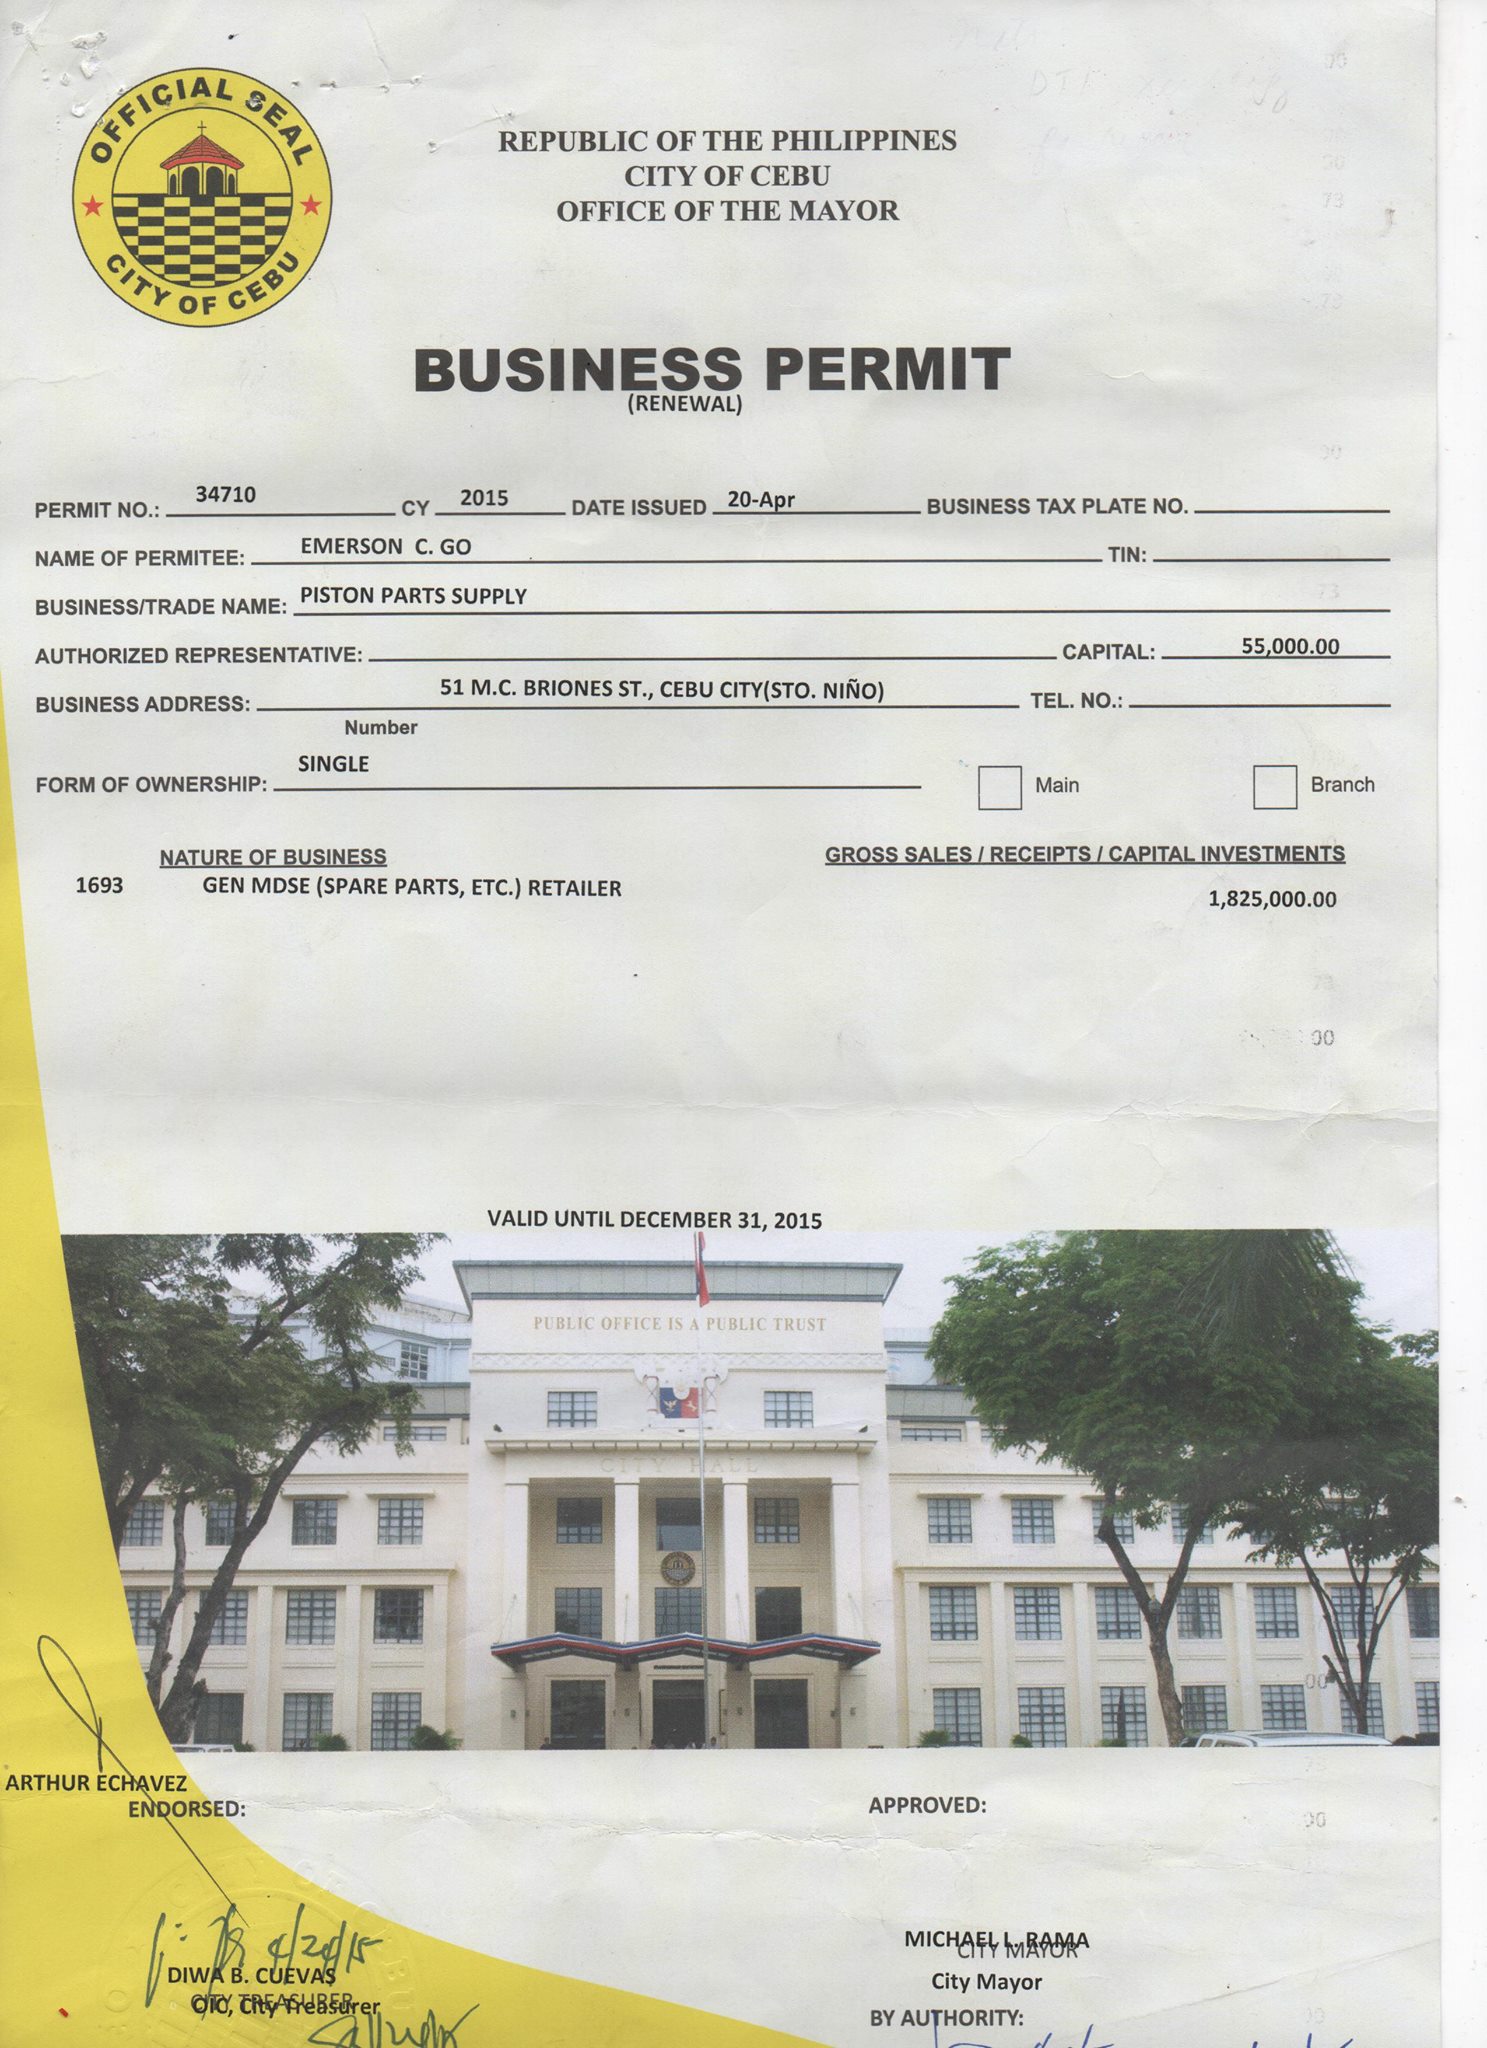 OFFICIAL SEAL
CITY OF CEBU
REPUBLIC OF THE PHILIPPINES
CITY OF CEBU
OFFICE OF THE MAYOR
BUSINESS PERMIT
(RENEWAL)
PERMIT NO.: 34710 CY 2015 DATE ISSUED 20-Apr BUSINESS TAX PLATE NO.
NAME OF PERMITEE: EMERSON C. GO TIN:
BUSINESS/TRADE NAME: PISTON PARTS SUPPLY
AUTHORIZED REPRESENTATIVE: CAPITAL: 55,000.00
BUSINESS ADDRESS: 51 M.C. BRIONES ST., CEBU CITY(STO. NIÑO) TEL. NO.:
Number
FORM OF OWNERSHIP: SINGLE Main Branch
NATURE OF BUSINESS GROSS SALES / RECEIPTS / CAPITAL INVESTMENTS
1693 GEN MDSE (SPARE PARTS, ETC.) RETAILER 1,825,000.00
VALID UNTIL DECEMBER 31, 2015
PUBLIC OFFICE IS A PUBLIC TRUST
CITY HALL
ARTHUR ECHAVEZ
ENDORSED: APPROVED:
MICHAEL L. RAMA
CITY MAYOR
City Mayor
DIWA B. CUEVAS
CITY TREASURER
OIC, City Treasurer
BY AUTHORITY: